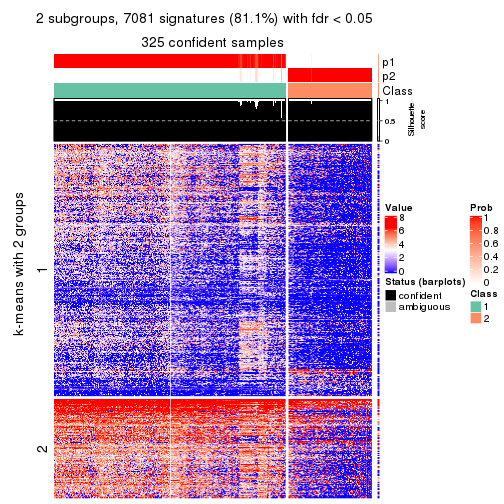 2 subgroups, 7081 signatures (81.1%) with fdr < 0.05
325 confident samples
p1
p2
Class
1
0.5
0
Silhouette
score
k-means with 2 groups
1
2
Value
8
6
4
2
0
Status (barplots)
confident
ambiguous
Prob
1
0.8
0.6
0.4
0.2
0
Class
1
2